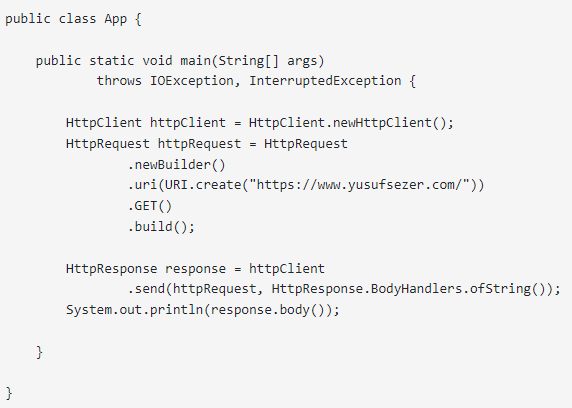 public class App {
public static void main(String[] args)
throws IOException, InterruptedException {
HttpClient httpClient = HttpClient.newHttpClient();
HttpRequest httpRequest = HttpRequest
.newBuilder()
.uri(URI.create("https://www.yusufsezer.com/"))
.GET()
.build();
HttpResponse response = httpClient
.send(httpRequest, HttpResponse.BodyHandlers.ofString());
System.out.println(response.body());
}
}